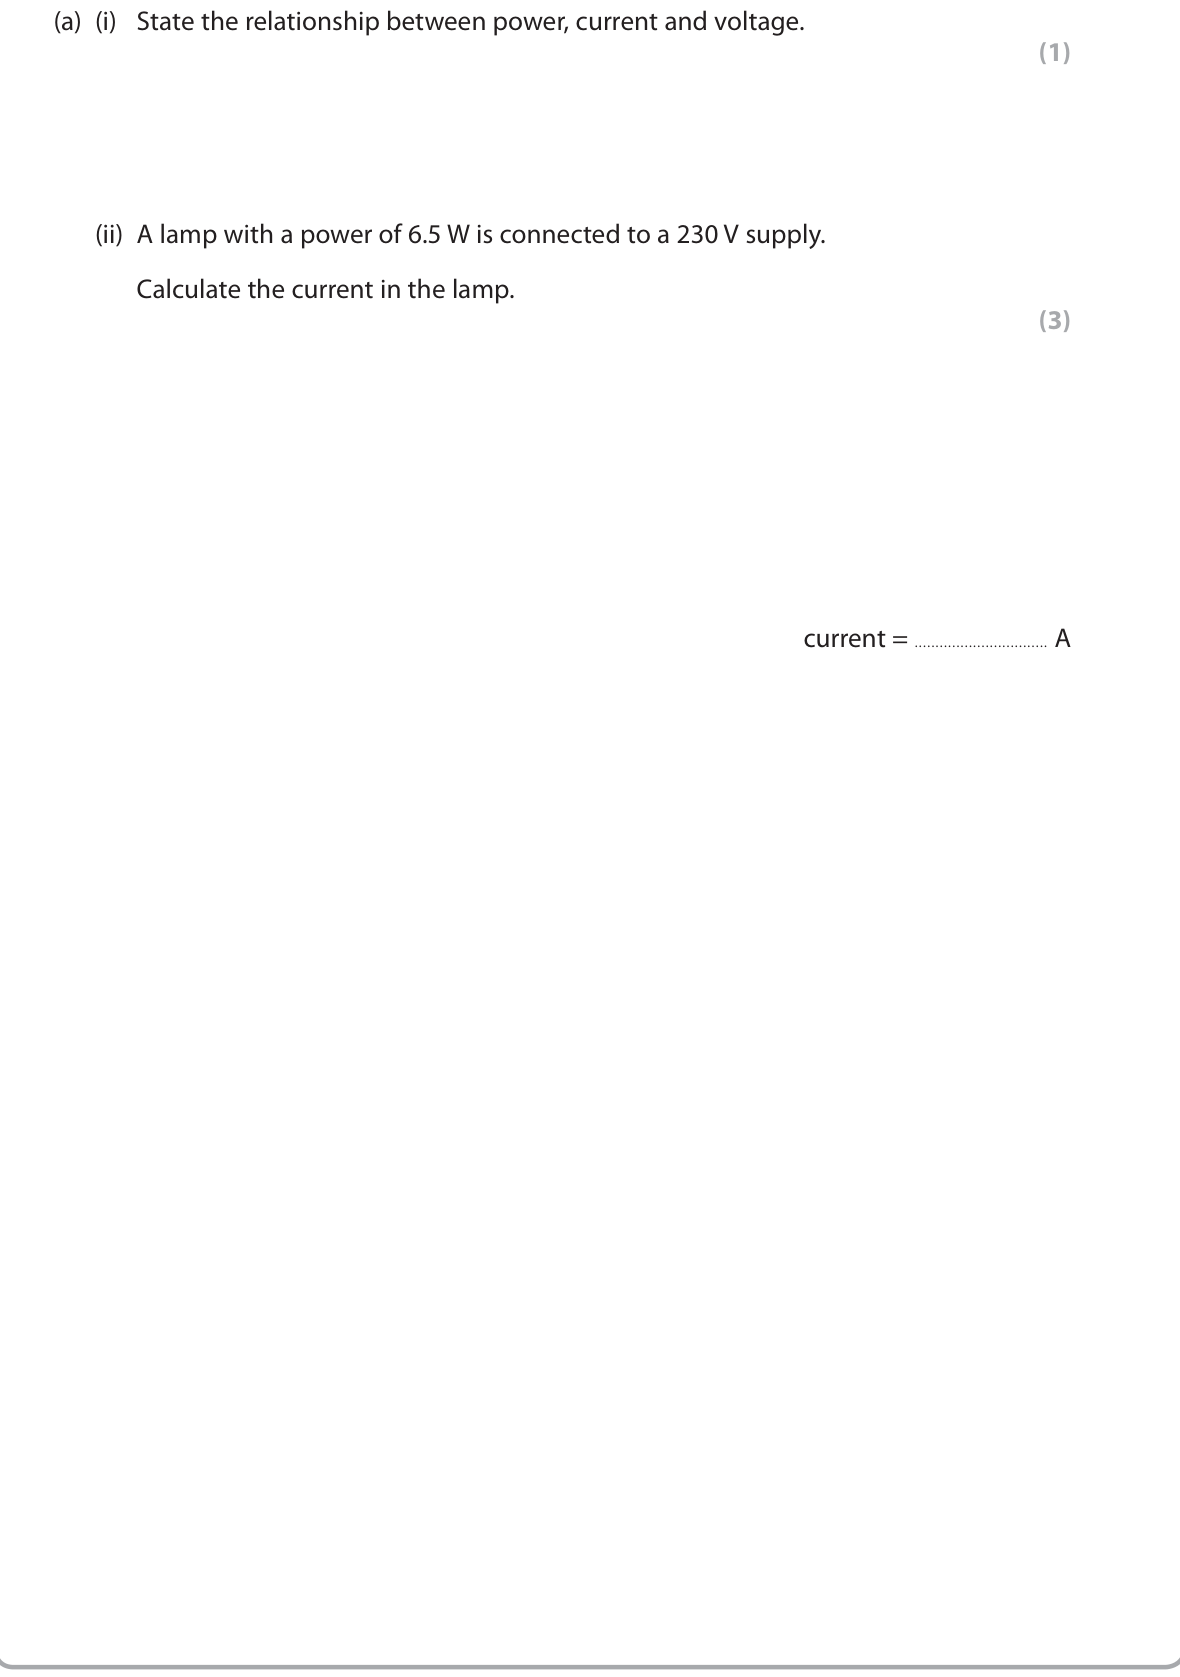 (a) (i) State the relationship between power, current and voltage.
(1)
(ii) A lamp with a power of 6.5 W is connected to a 230 V supply.
Calculate the current in the lamp.
(3)
current = ................................ A